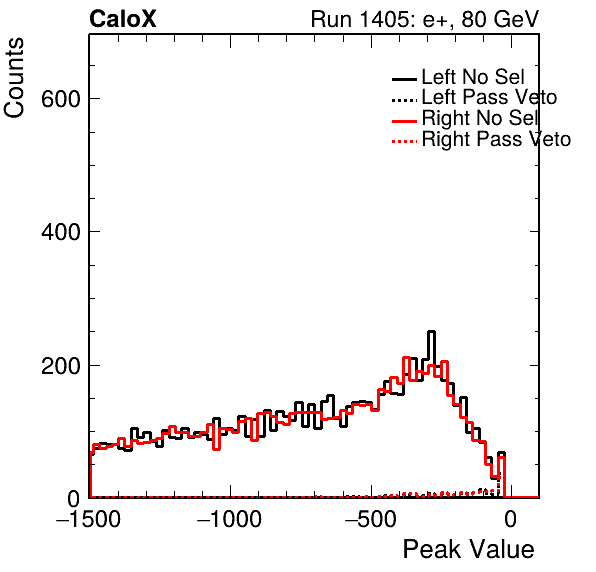 CaloX Run 1405: e+, 80 GeV
Counts
Left No Sel
Left Pass Veto
Right No Sel
Right Pass Veto
600
400
200
0
−1500 −1000 −500 0
Peak Value